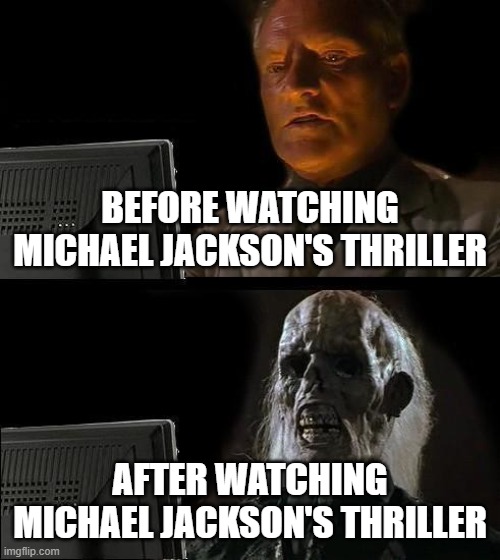 BEFORE WATCHING
MICHAEL JACKSON'S THRILLER
AFTER WATCHING
MICHAEL JACKSON'S THRILLER
imgflip.com